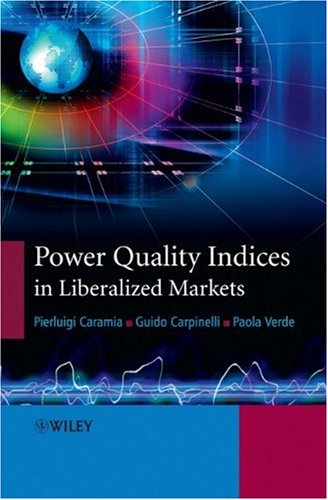 Power Quality Indices
in Liberalized Markets
Pierluigi Caramia ■ Guido Carpinelli ■ Paola Verde
WILEY